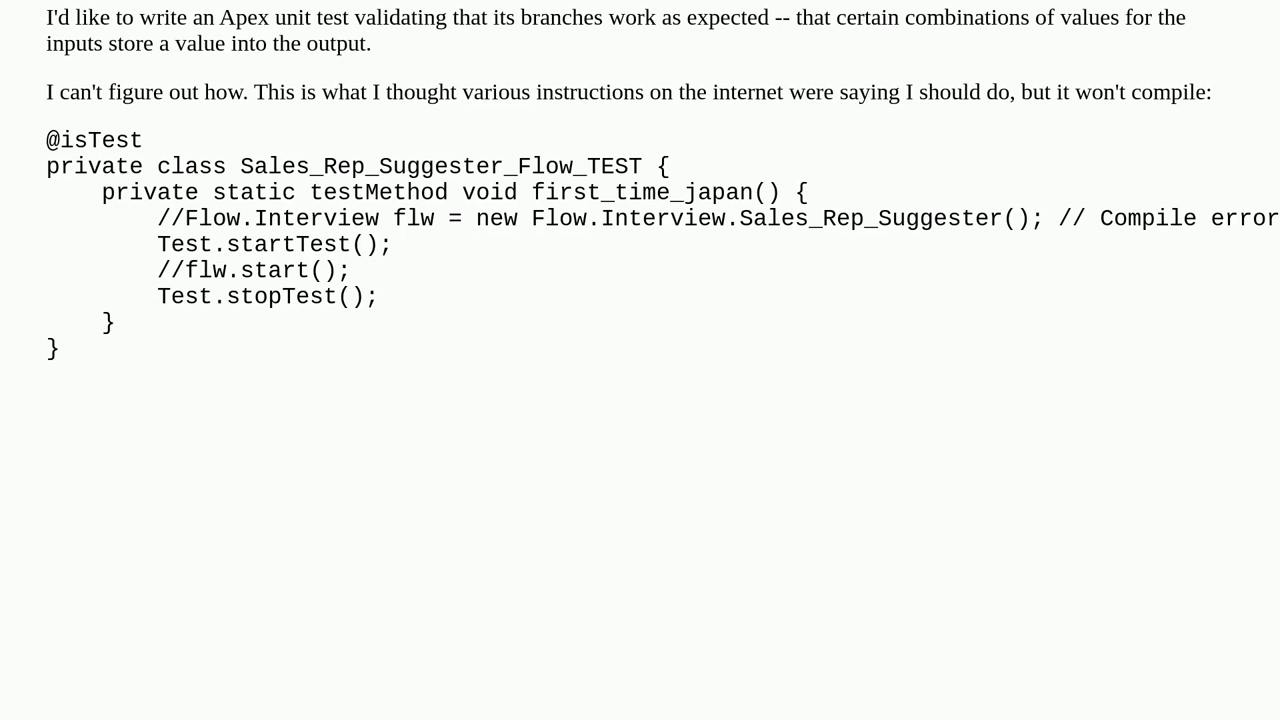 I'd like to write an Apex unit test validating that its branches work as expected -- that certain combinations of values for the
inputs store a value into the output.
I can't figure out how. This is what I thought various instructions on the internet were saying I should do, but it won't compile:
@isTest
private class Sales_Rep_Suggester_Flow_TEST {
    private static testMethod void first_time_japan() {
        //Flow.Interview flw = new Flow.Interview.Sales_Rep_Suggester(); // Compile error
        Test.startTest();
        //flw.start();
        Test.stopTest();
    }
}